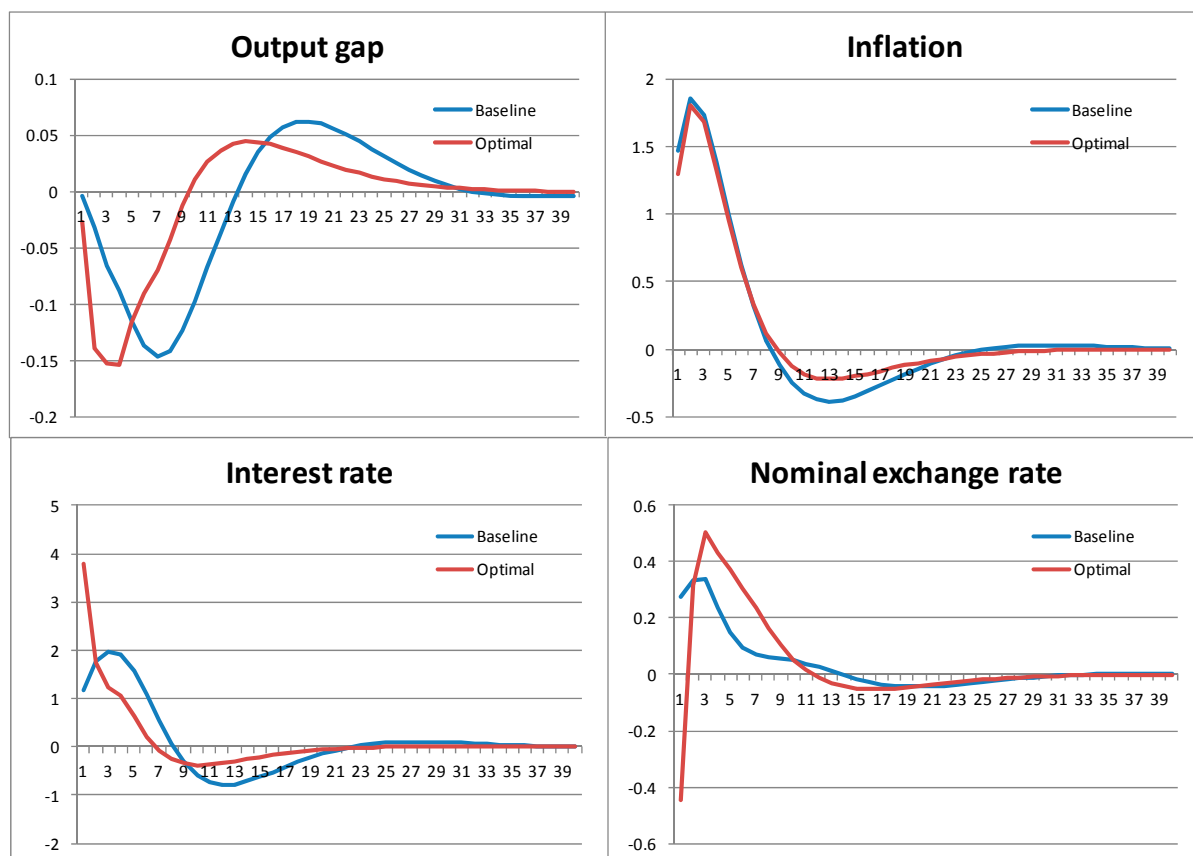 Output gap
0.1
0.05
0
-0.05
-0.1
-0.15
-0.2
1 3 5 7 9 11 13 15 17 19 21 23 25 27 29 31 33 35 37 39
Baseline
Optimal
Inflation
2
1.5
1
0.5
0
-0.5
1 3 5 7 9 11 13 15 17 19 21 23 25 27 29 31 33 35 37 39
Baseline
Optimal
Interest rate
5
4
3
2
1
0
-1
-2
1 3 5 7 9 11 13 15 17 19 21 23 25 27 29 31 33 35 37 39
Baseline
Optimal
Nominal exchange rate
0.6
0.4
0.2
0
-0.2
-0.4
-0.6
1 3 5 7 9 11 13 15 17 19 21 23 25 27 29 31 33 35 37 39
Baseline
Optimal